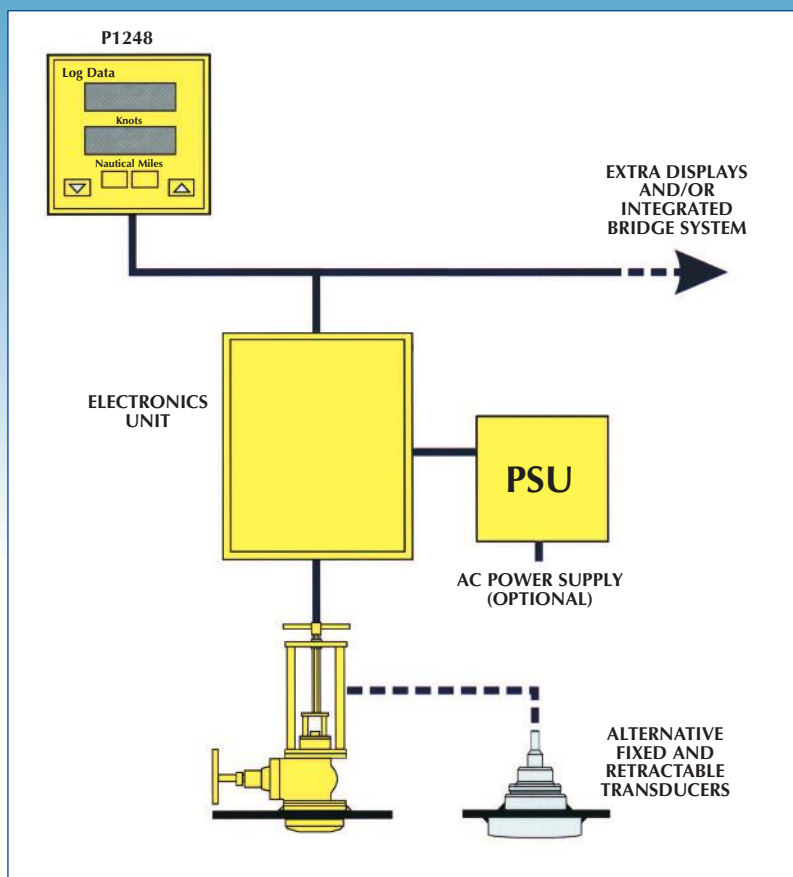 P1248
Log Data
Knots
Nautical Miles
EXTRA DISPLAYS
AND/OR
INTEGRATED
BRIDGE SYSTEM
ELECTRONICS
UNIT
PSU
AC POWER SUPPLY
(OPTIONAL)
ALTERNATIVE
FIXED AND
RETRACTABLE
TRANSDUCERS